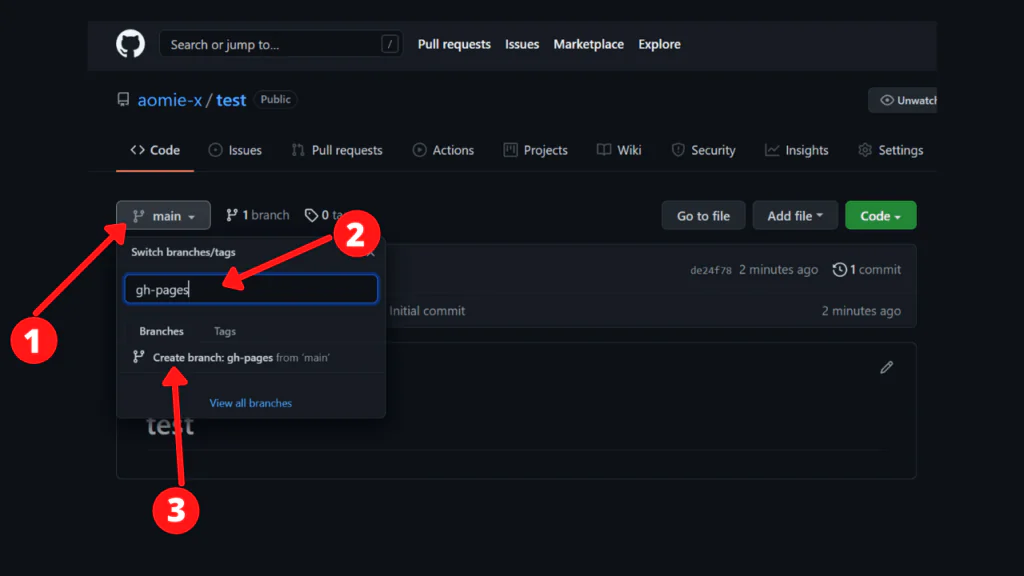 Search or jump to... / Pull requests Issues Marketplace Explore
aomie-x / test Public Unwatch
<> Code Issues Pull requests Actions Projects Wiki Security Insights Settings
main 1 branch 0 Go to file Add file Code
2
Switch branches/tags
de24f78 2 minutes ago 1 commit
gh-pages
Initial commit 2 minutes ago
1
Branches Tags
Create branch: gh-pages from 'main'
View all branches
test
3